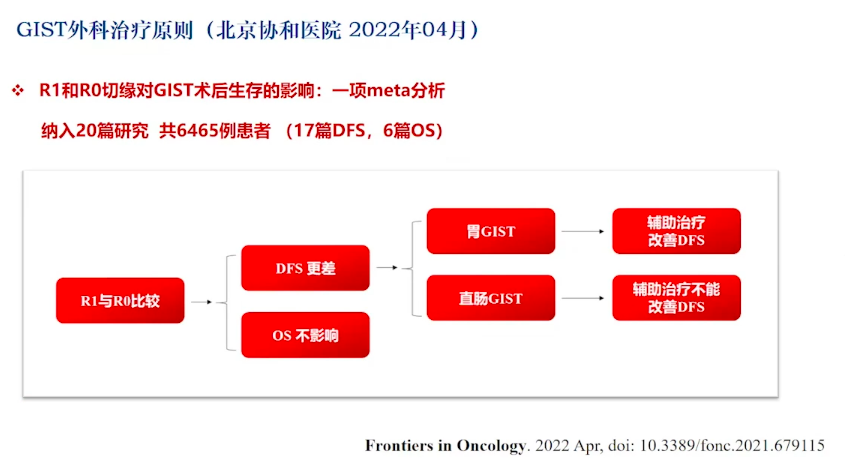 GIST外科治疗原则（北京协和医院 2022年04月）
❖ R1和R0切缘对GIST术后生存的影响：一项meta分析
纳入20篇研究 共6465例患者 （17篇DFS，6篇OS）
R1与R0比较
DFS 更差
OS 不影响
胃GIST
直肠GIST
辅助治疗
改善DFS
辅助治疗不能
改善DFS
Frontiers in Oncology. 2022 Apr, doi: 10.3389/fonc.2021.679115